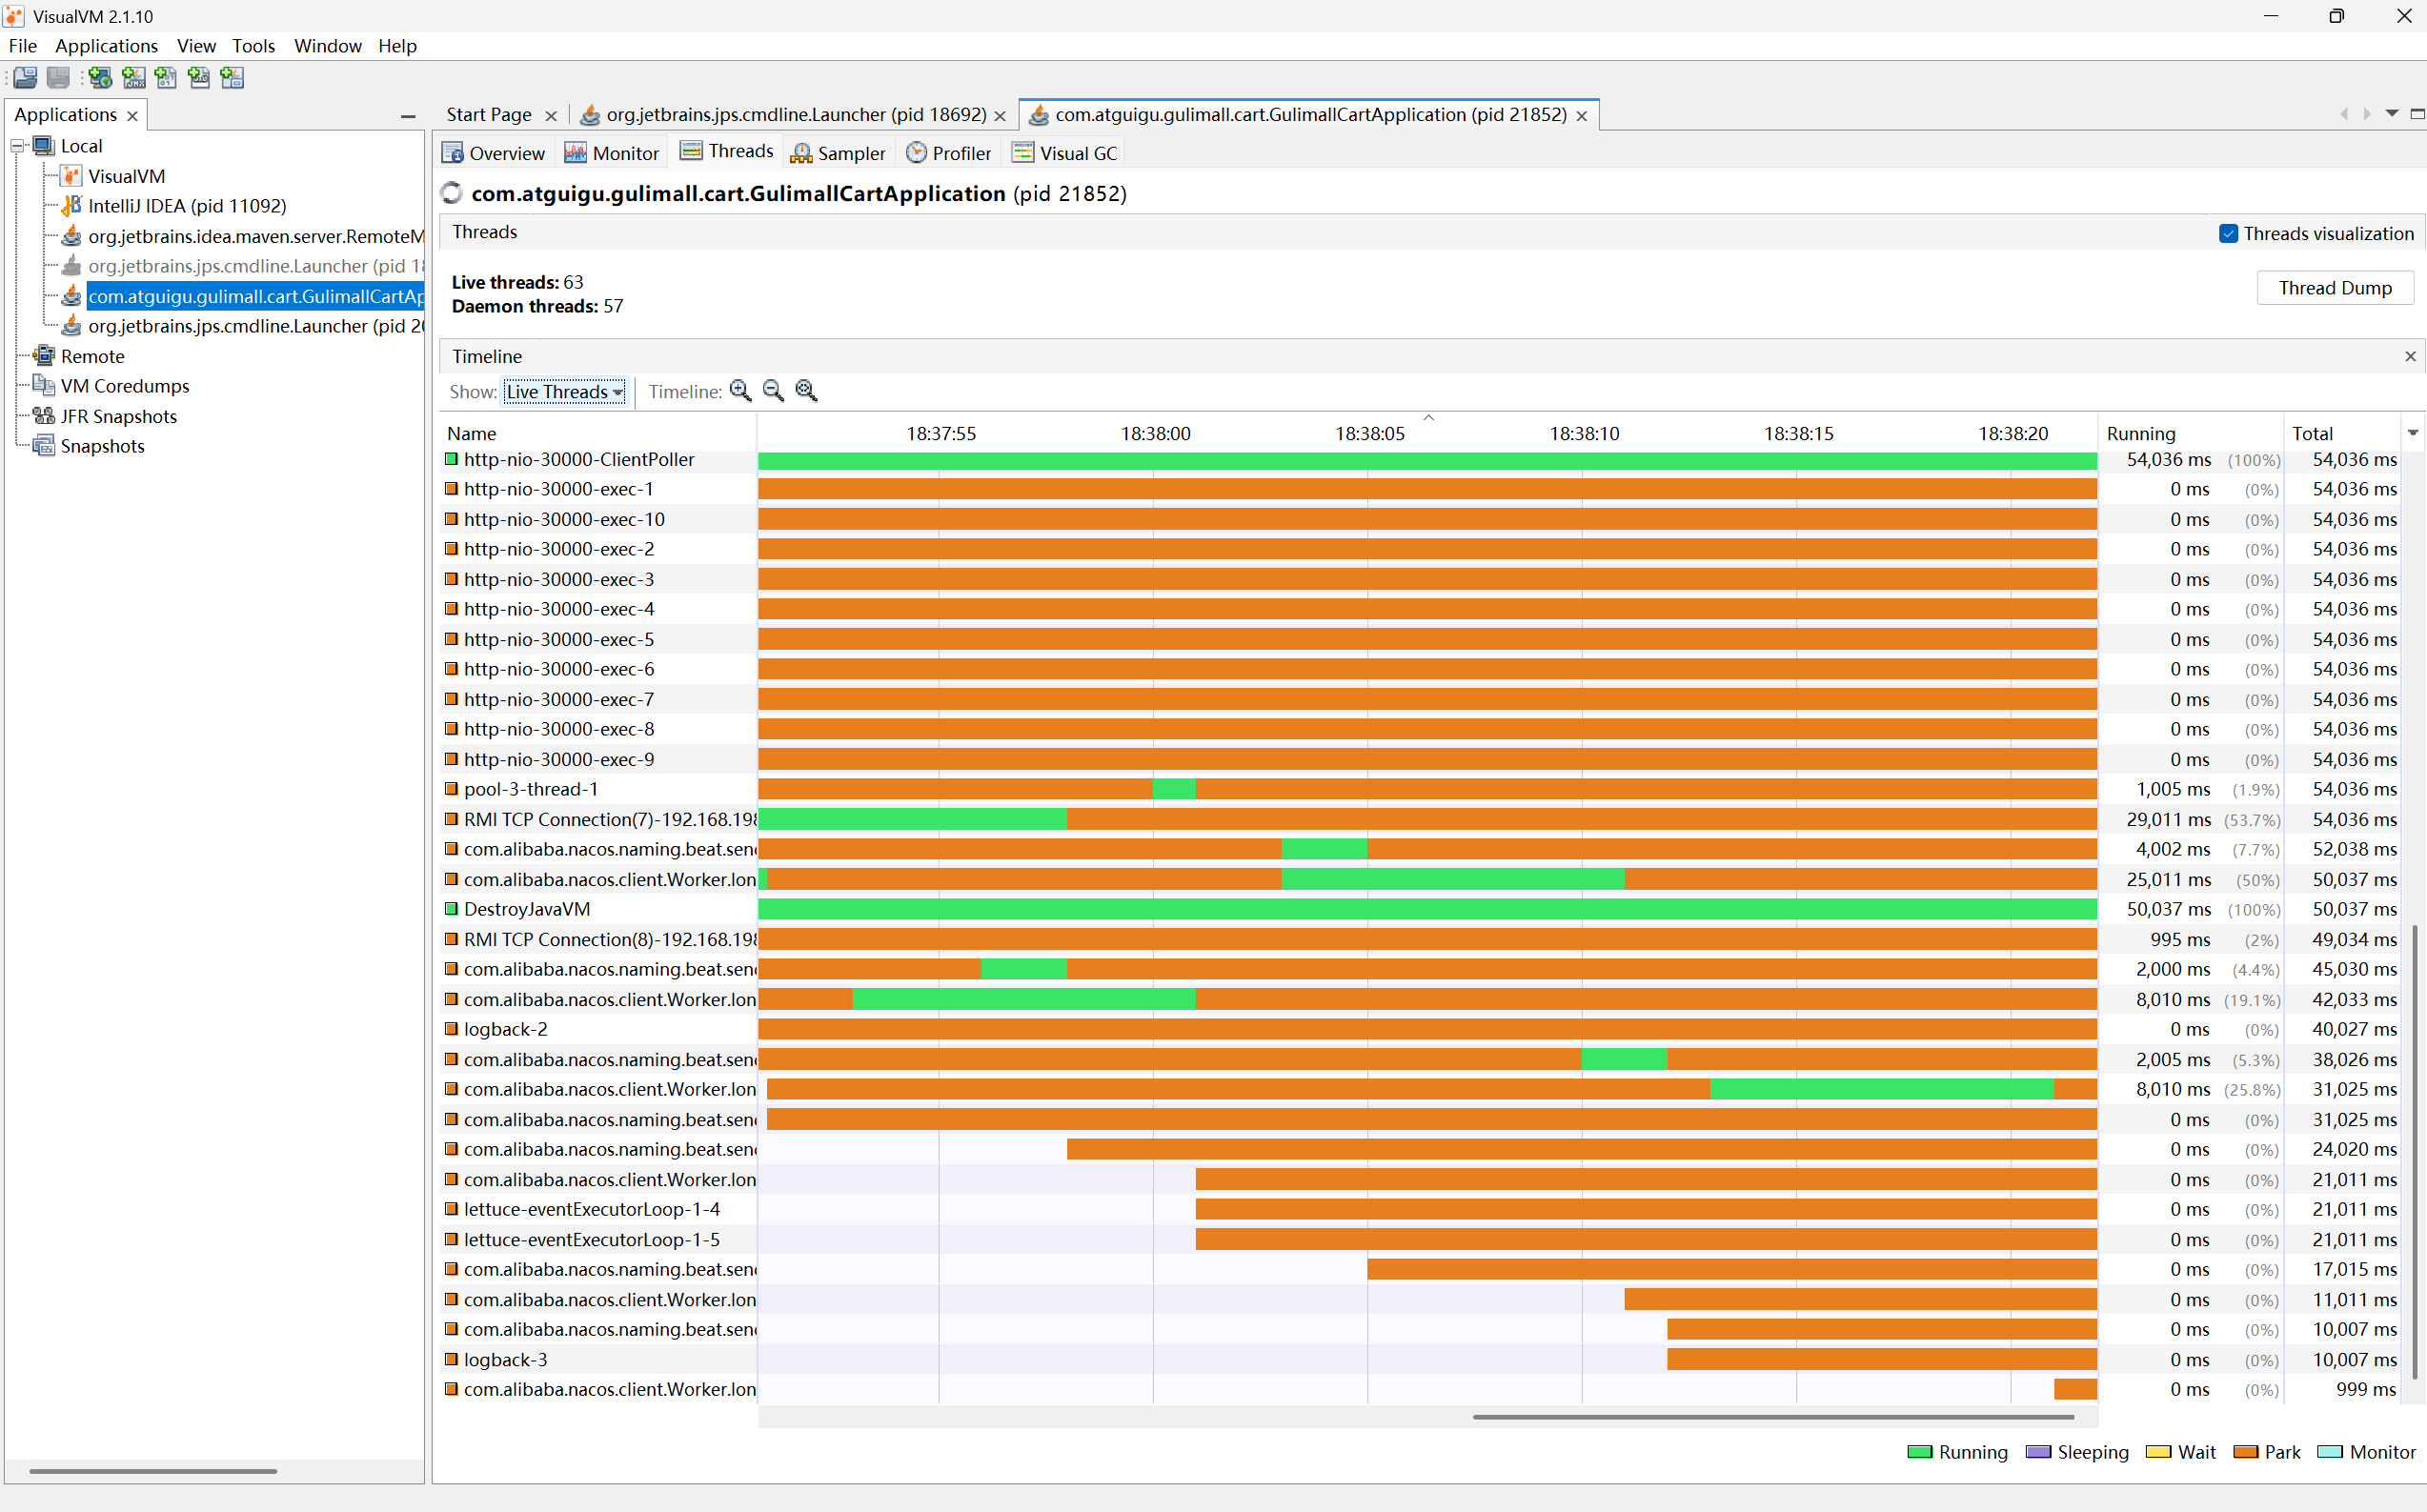 VisualVM 2.1.10
File Applications View Tools Window Help
Applications
Local
VisualVM
IntelliJ IDEA (pid 11092)
org.jetbrains.idea.maven.server.RemoteM
org.jetbrains.jps.cmdline.Launcher (pid 18
com.atguigu.gulimall.cart.GulimallCartAp
org.jetbrains.jps.cmdline.Launcher (pid 20
Remote
VM Coredumps
JFR Snapshots
Snapshots
Start Page org.jetbrains.jps.cmdline.Launcher (pid 18692) com.atguigu.gulimall.cart.GulimallCartApplication (pid 21852)
Overview Monitor Threads Sampler Profiler Visual GC
com.atguigu.gulimall.cart.GulimallCartApplication (pid 21852)
Threads Threads visualization
Live threads: 63
Daemon threads: 57
Thread Dump
Timeline
Show: Live Threads Timeline:
Name 18:37:55 18:38:00 18:38:05 18:38:10 18:38:15 18:38:20 Running Total
http-nio-30000-ClientPoller 54,036 ms (100%) 54,036 ms
http-nio-30000-exec-1 0 ms (0%) 54,036 ms
http-nio-30000-exec-10 0 ms (0%) 54,036 ms
http-nio-30000-exec-2 0 ms (0%) 54,036 ms
http-nio-30000-exec-3 0 ms (0%) 54,036 ms
http-nio-30000-exec-4 0 ms (0%) 54,036 ms
http-nio-30000-exec-5 0 ms (0%) 54,036 ms
http-nio-30000-exec-6 0 ms (0%) 54,036 ms
http-nio-30000-exec-7 0 ms (0%) 54,036 ms
http-nio-30000-exec-8 0 ms (0%) 54,036 ms
http-nio-30000-exec-9 0 ms (0%) 54,036 ms
pool-3-thread-1 1,005 ms (1.9%) 54,036 ms
RMI TCP Connection(7)-192.168.198 29,011 ms (53.7%) 54,036 ms
com.alibaba.nacos.naming.beat.sen 4,002 ms (7.7%) 52,038 ms
com.alibaba.nacos.client.Worker.lon 25,011 ms (50%) 50,037 ms
DestroyJavaVM 50,037 ms (100%) 50,037 ms
RMI TCP Connection(8)-192.168.198 995 ms (2%) 49,034 ms
com.alibaba.nacos.naming.beat.sen 2,000 ms (4.4%) 45,030 ms
com.alibaba.nacos.client.Worker.lon 8,010 ms (19.1%) 42,033 ms
logback-2 0 ms (0%) 40,027 ms
com.alibaba.nacos.naming.beat.sen 2,005 ms (5.3%) 38,026 ms
com.alibaba.nacos.client.Worker.lon 8,010 ms (25.8%) 31,025 ms
com.alibaba.nacos.naming.beat.sen 0 ms (0%) 31,025 ms
com.alibaba.nacos.naming.beat.sen 0 ms (0%) 24,020 ms
com.alibaba.nacos.client.Worker.lon 0 ms (0%) 21,011 ms
lettuce-eventExecutorLoop-1-4 0 ms (0%) 21,011 ms
lettuce-eventExecutorLoop-1-5 0 ms (0%) 21,011 ms
com.alibaba.nacos.naming.beat.sen 0 ms (0%) 17,015 ms
com.alibaba.nacos.client.Worker.lon 0 ms (0%) 11,011 ms
com.alibaba.nacos.naming.beat.sen 0 ms (0%) 10,007 ms
logback-3 0 ms (0%) 10,007 ms
com.alibaba.nacos.client.Worker.lon 0 ms (0%) 999 ms
Running Sleeping Wait Park Monitor